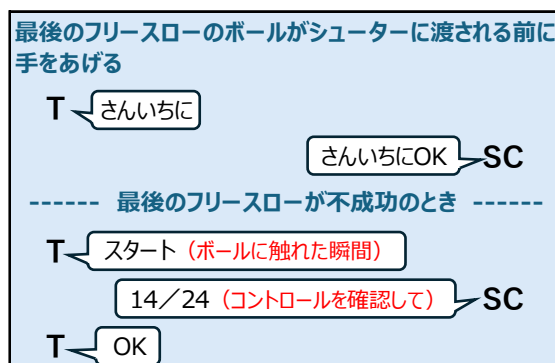 最後のフリースローのボールがシューターに渡される前に
手をあげる
T さんいちに
さんいちにOK SC
------ 最後のフリースローが不成功のとき ------
T スタート（ボールに触れた瞬間）
14／24（コントロールを確認して） SC
T OK